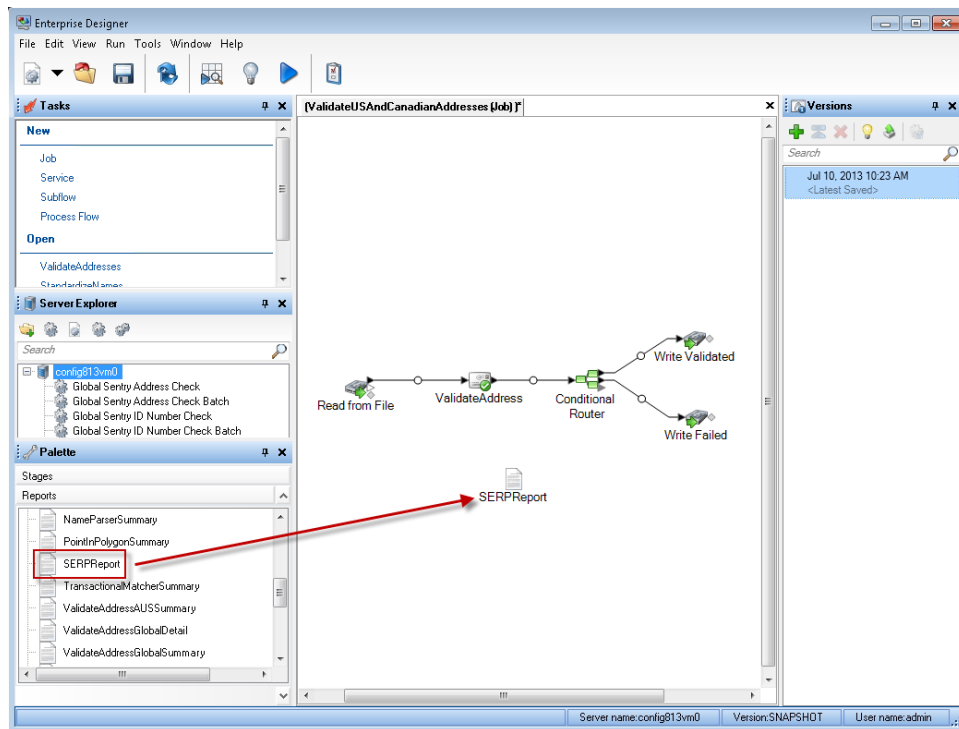 Enterprise Designer
File Edit View Run Tools Window Help
Tasks
New
Job
Service
Subflow
Process Flow
Open
ValidateAddresses
StandardizeNames
Server Explorer
Search
config813vm0
Global Sentry Address Check
Global Sentry Address Check Batch
Global Sentry ID Number Check
Global Sentry ID Number Check Batch
Palette
Stages
Reports
NameParserSummary
PointInPolygonSummary
SERPReport
TransactionalMatcherSummary
ValidateAddressAUSSummary
ValidateAddressGlobalDetail
ValidateAddressGlobalSummary
(ValidateUSAndCanadianAddresses (Job) )*
Read from File
ValidateAddress
Conditional
Router
Write Validated
Write Failed
SERPReport
Versions
Search
Jul 10, 2013 10:23 AM
<Latest Saved>
Server name:config813vm0
Version:SNAPSHOT
User name:admin